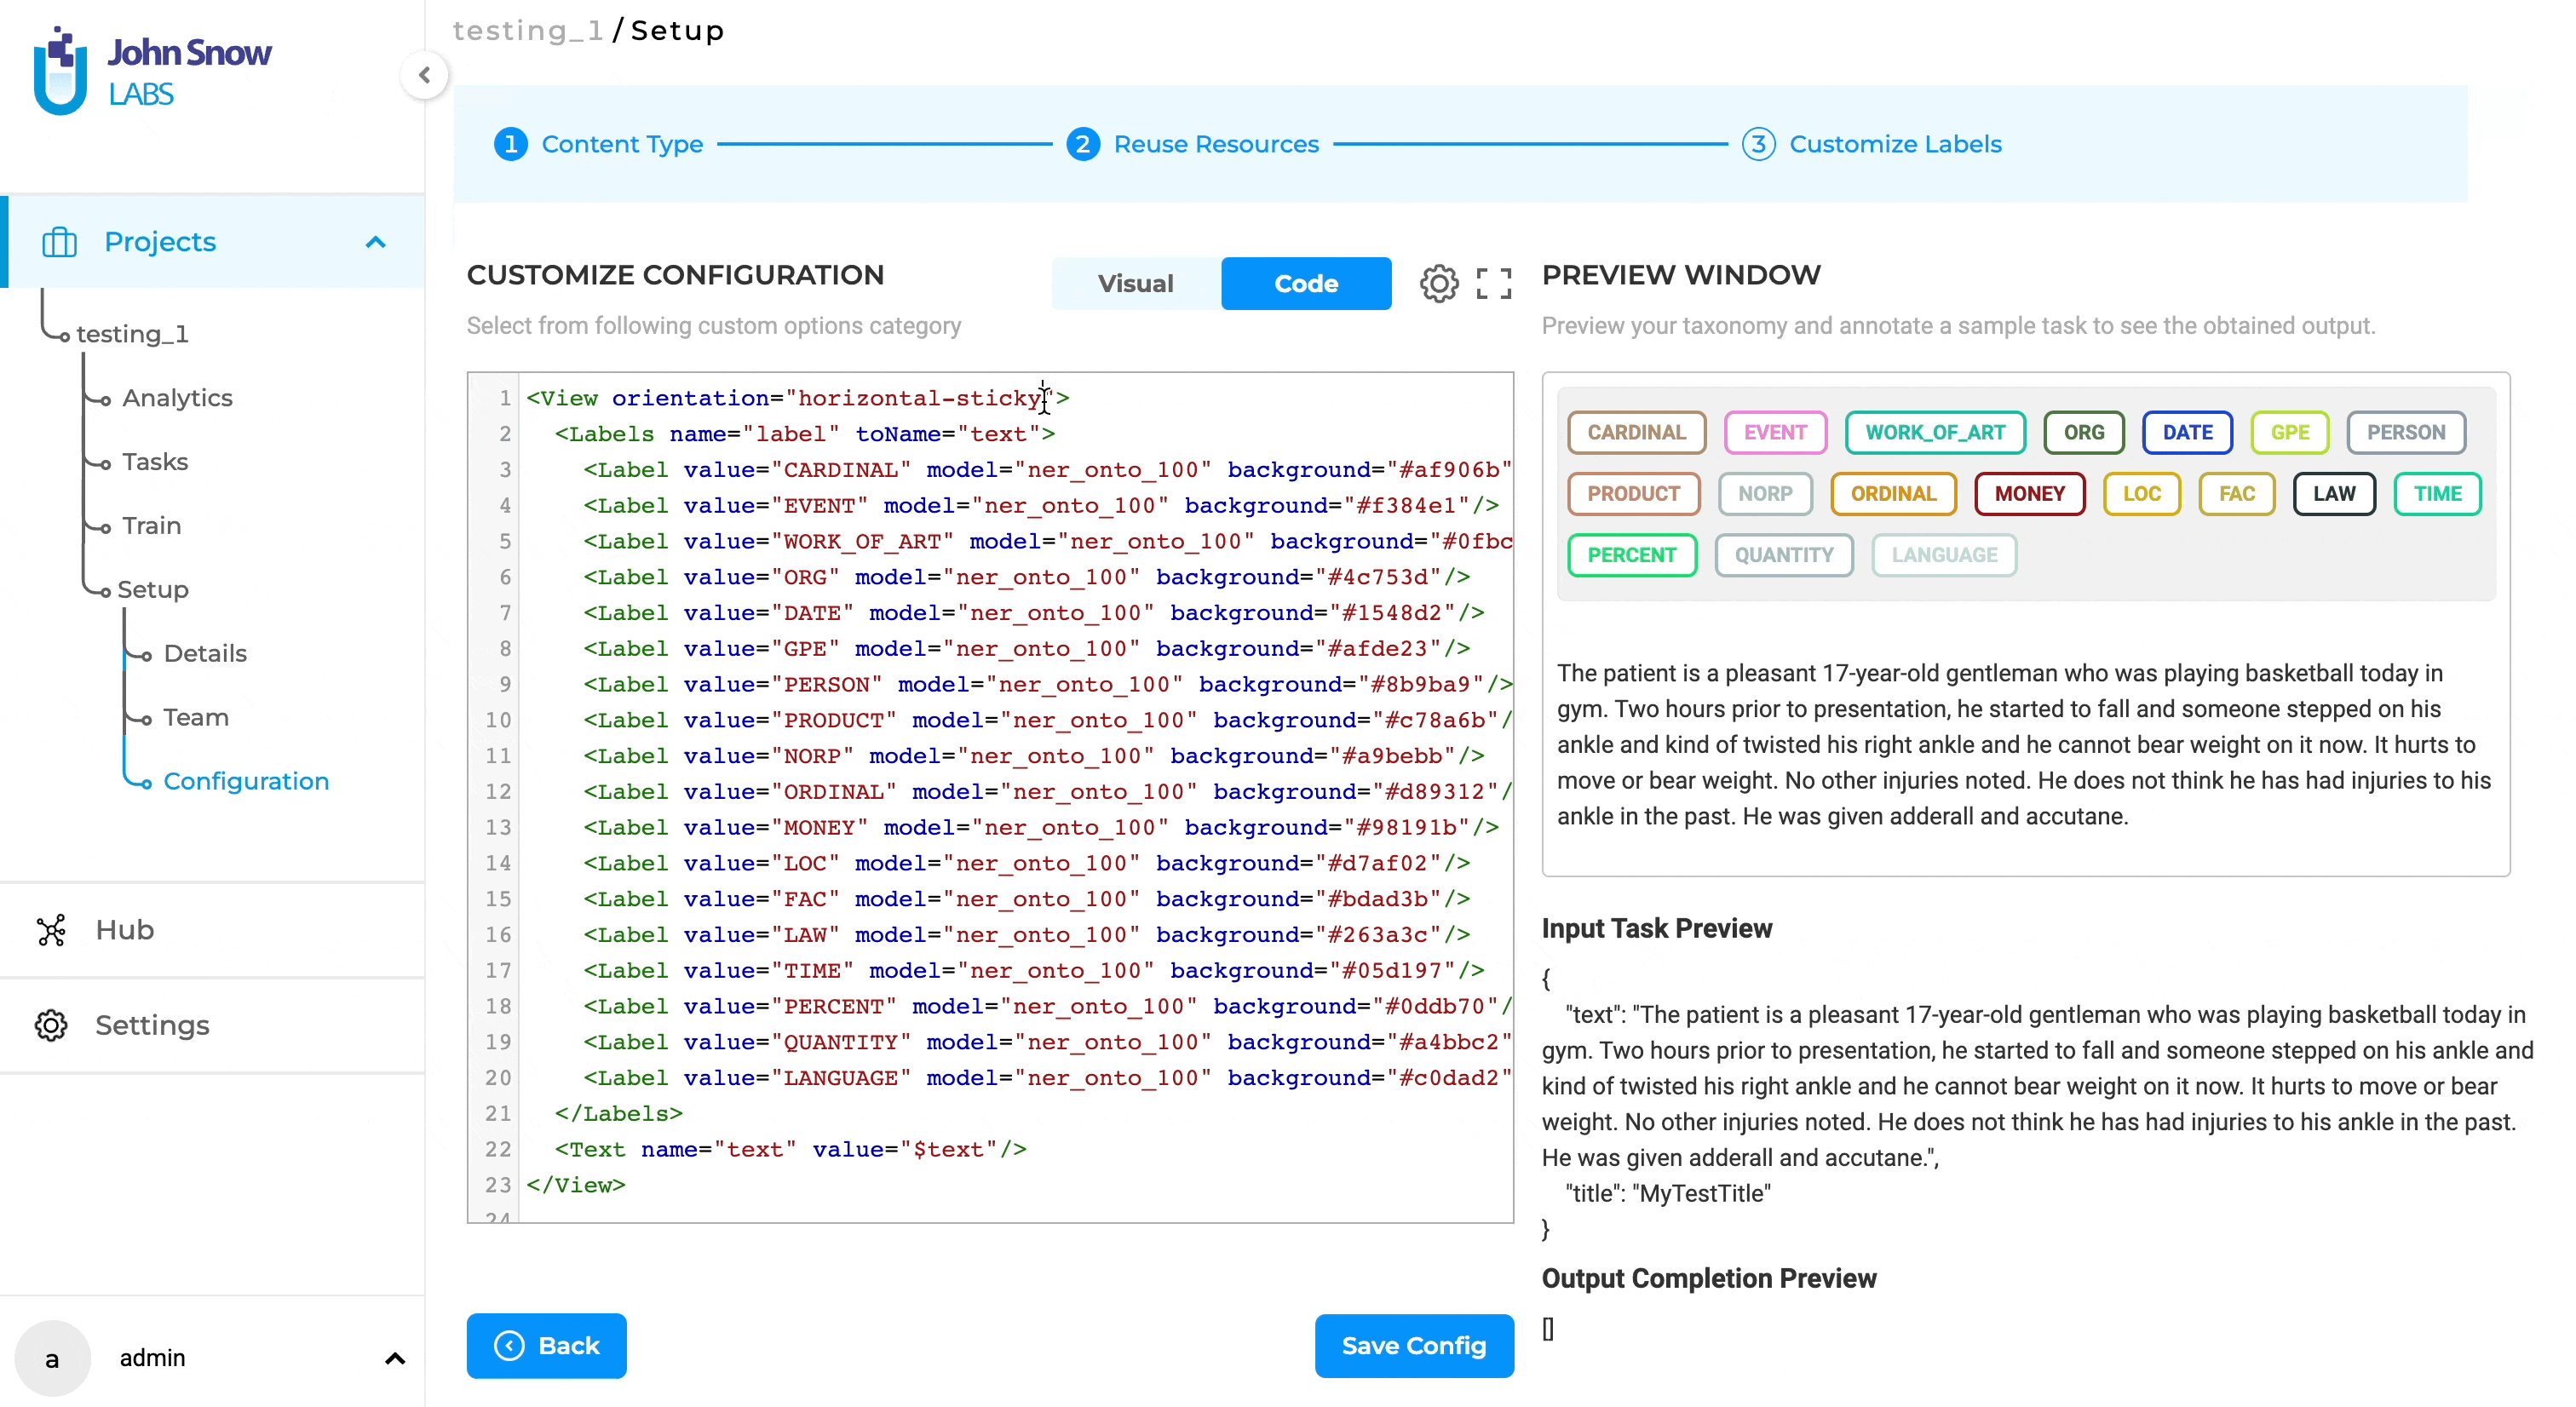 John Snow
LABS
testing_1 / Setup
1 Content Type
2 Reuse Resources
3 Customize Labels
Projects
testing_1
Analytics
Tasks
Train
Setup
Details
Team
Configuration
Hub
Settings
a admin
CUSTOMIZE CONFIGURATION
Select from following custom options category
Visual Code
1 <View orientation="horizontal-sticky">
2 <Labels name="label" toName="text">
3 <Label value="CARDINAL" model="ner_onto_100" background="#af906b"
4 <Label value="EVENT" model="ner_onto_100" background="#f384e1"/>
5 <Label value="WORK_OF_ART" model="ner_onto_100" background="#0fbc
6 <Label value="ORG" model="ner_onto_100" background="#4c753d"/>
7 <Label value="DATE" model="ner_onto_100" background="#1548d2"/>
8 <Label value="GPE" model="ner_onto_100" background="#afde23"/>
9 <Label value="PERSON" model="ner_onto_100" background="#8b9ba9"/>
10 <Label value="PRODUCT" model="ner_onto_100" background="#c78a6b"/
11 <Label value="NORP" model="ner_onto_100" background="#a9bebb"/>
12 <Label value="ORDINAL" model="ner_onto_100" background="#d89312"/
13 <Label value="MONEY" model="ner_onto_100" background="#98191b"/>
14 <Label value="LOC" model="ner_onto_100" background="#d7af02"/>
15 <Label value="FAC" model="ner_onto_100" background="#bdad3b"/>
16 <Label value="LAW" model="ner_onto_100" background="#263a3c"/>
17 <Label value="TIME" model="ner_onto_100" background="#05d197"/>
18 <Label value="PERCENT" model="ner_onto_100" background="#0ddb70"/
19 <Label value="QUANTITY" model="ner_onto_100" background="#a4bbc2"
20 <Label value="LANGUAGE" model="ner_onto_100" background="#c0dad2"
21 </Labels>
22 <Text name="text" value="$text"/>
23 </View>
24
Back
Save Config
PREVIEW WINDOW
Preview your taxonomy and annotate a sample task to see the obtained output.
CARDINAL EVENT WORK_OF_ART ORG DATE GPE PERSON
PRODUCT NORP ORDINAL MONEY LOC FAC LAW TIME
PERCENT QUANTITY LANGUAGE
The patient is a pleasant 17-year-old gentleman who was playing basketball today in
gym. Two hours prior to presentation, he started to fall and someone stepped on his
ankle and kind of twisted his right ankle and he cannot bear weight on it now. It hurts to
move or bear weight. No other injuries noted. He does not think he has had injuries to his
ankle in the past. He was given adderall and accutane.
Input Task Preview
{
"text": "The patient is a pleasant 17-year-old gentleman who was playing basketball today in
gym. Two hours prior to presentation, he started to fall and someone stepped on his ankle and
kind of twisted his right ankle and he cannot bear weight on it now. It hurts to move or bear
weight. No other injuries noted. He does not think he has had injuries to his ankle in the past.
He was given adderall and accutane.",
"title": "MyTestTitle"
}
Output Completion Preview
[]